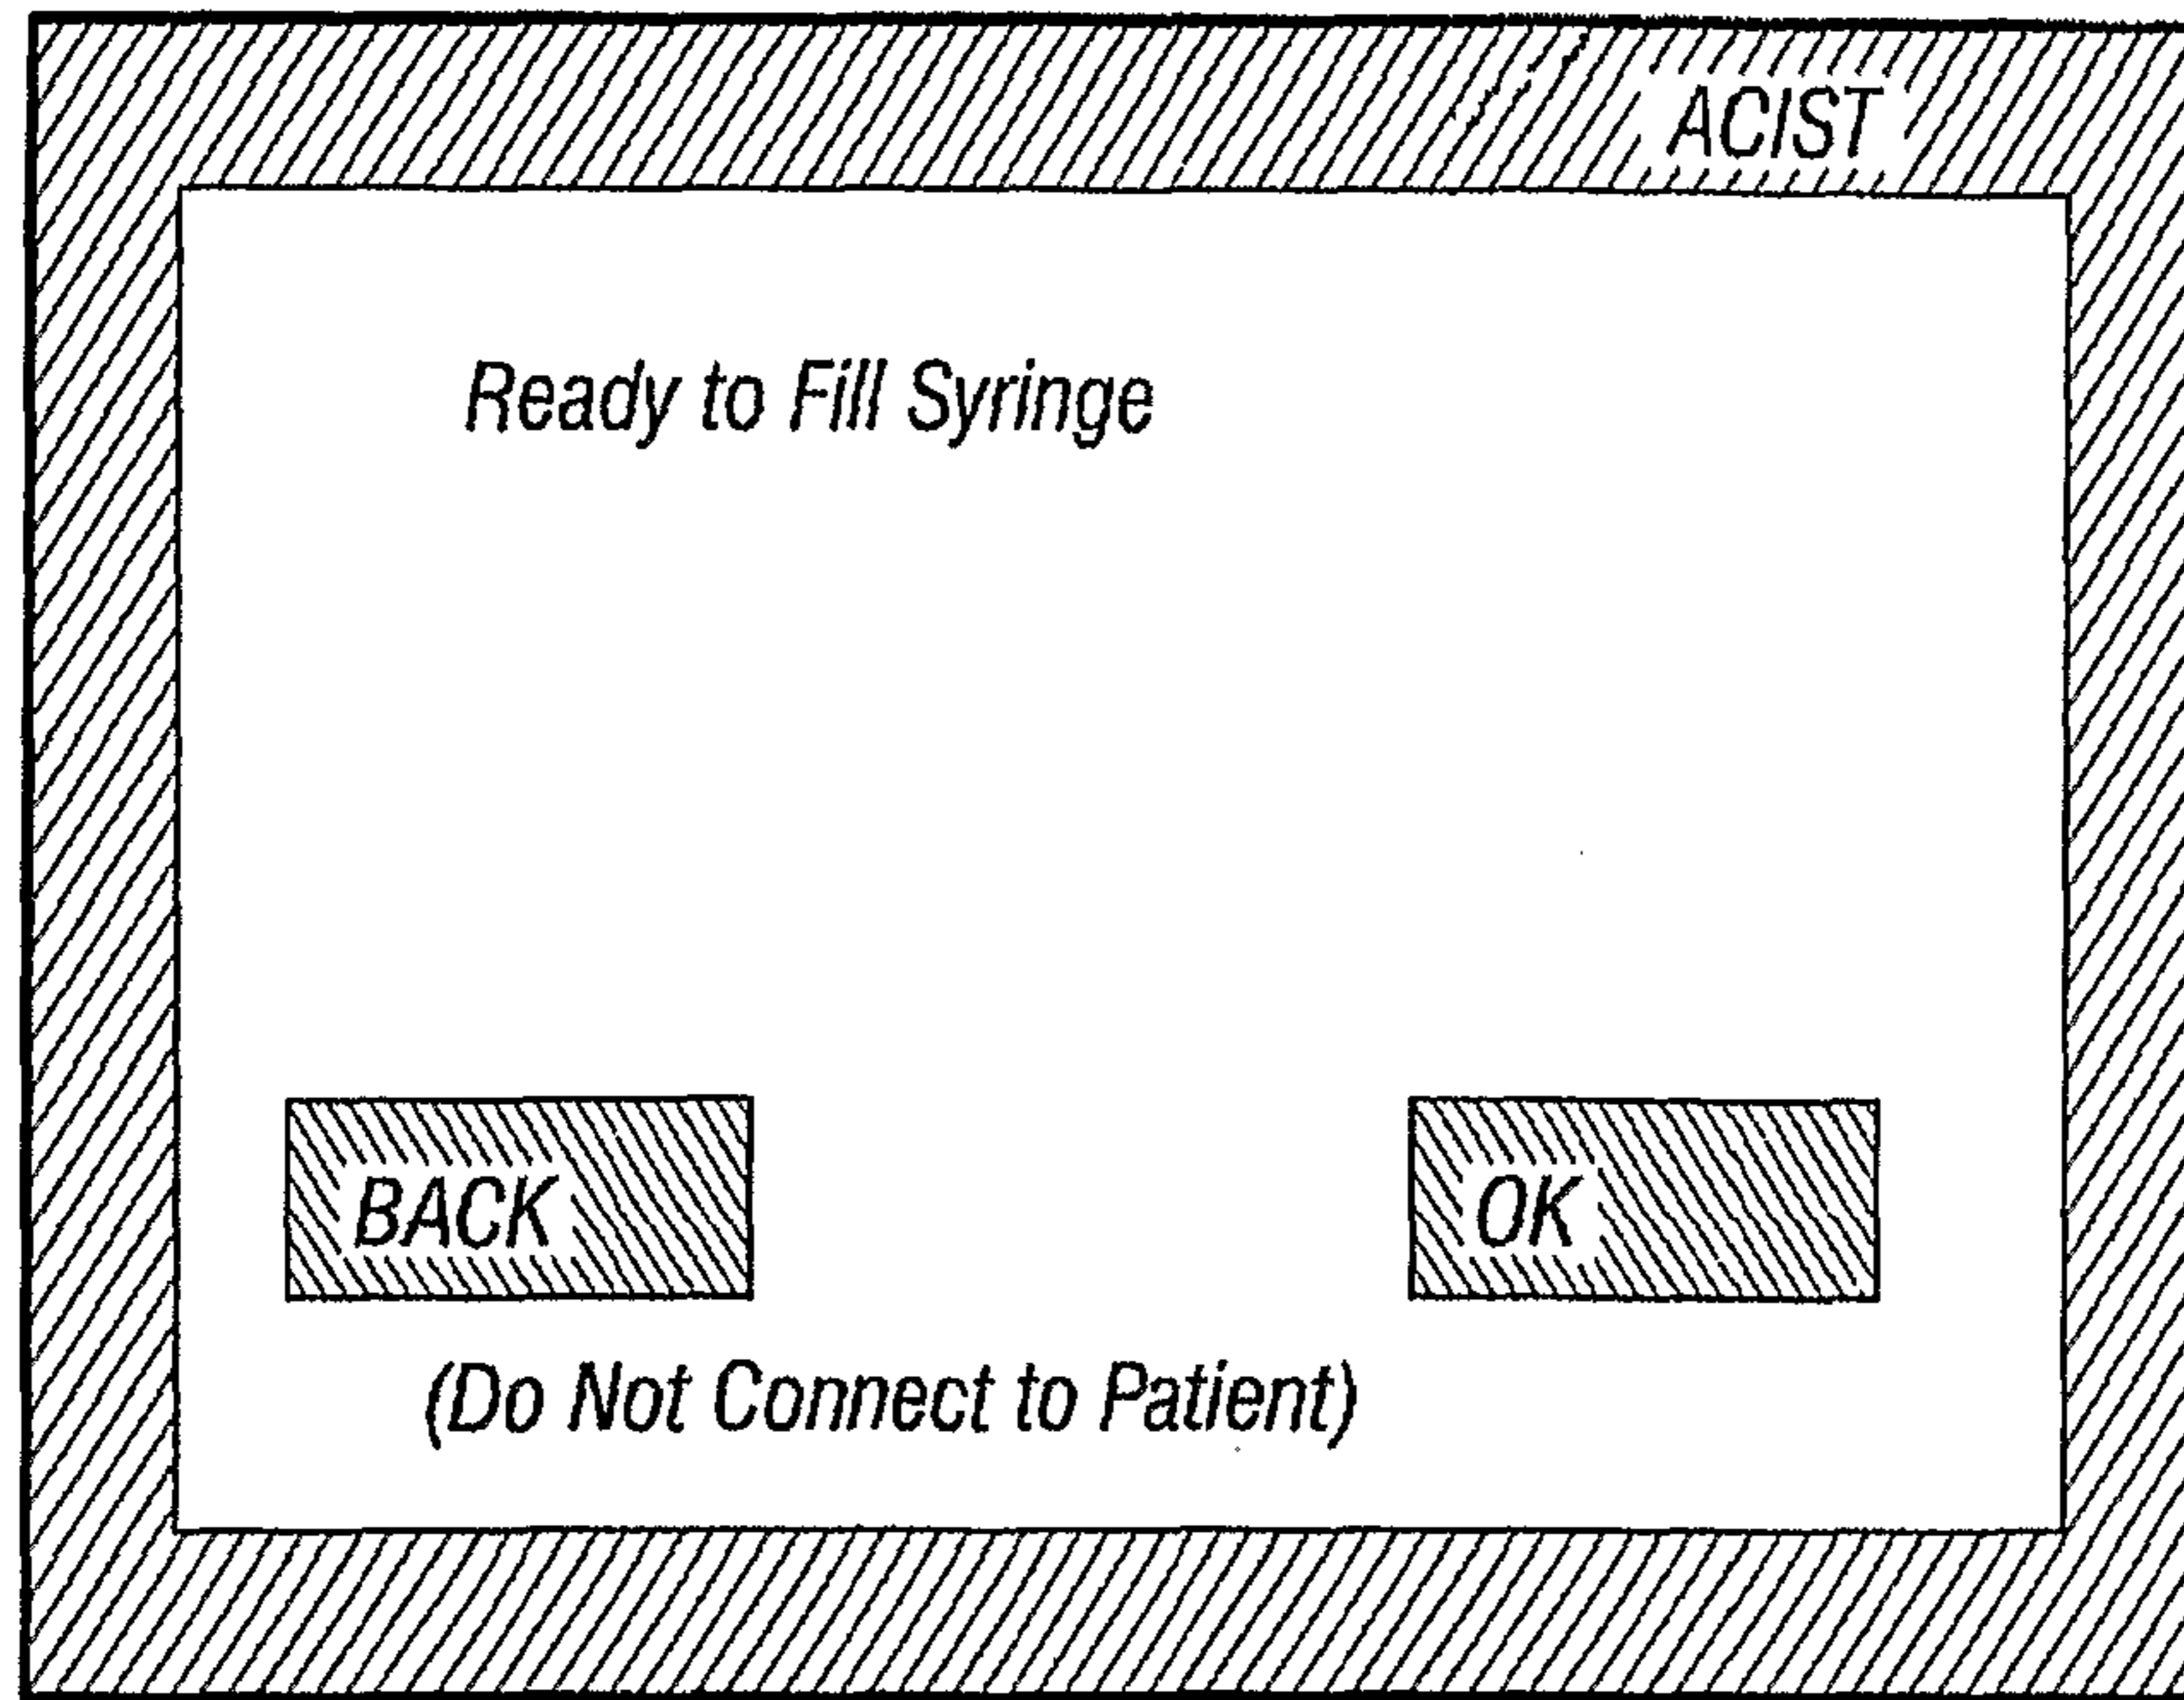 ACIST
Ready to Fill Syringe
BACK
OK
(Do Not Connect to Patient)